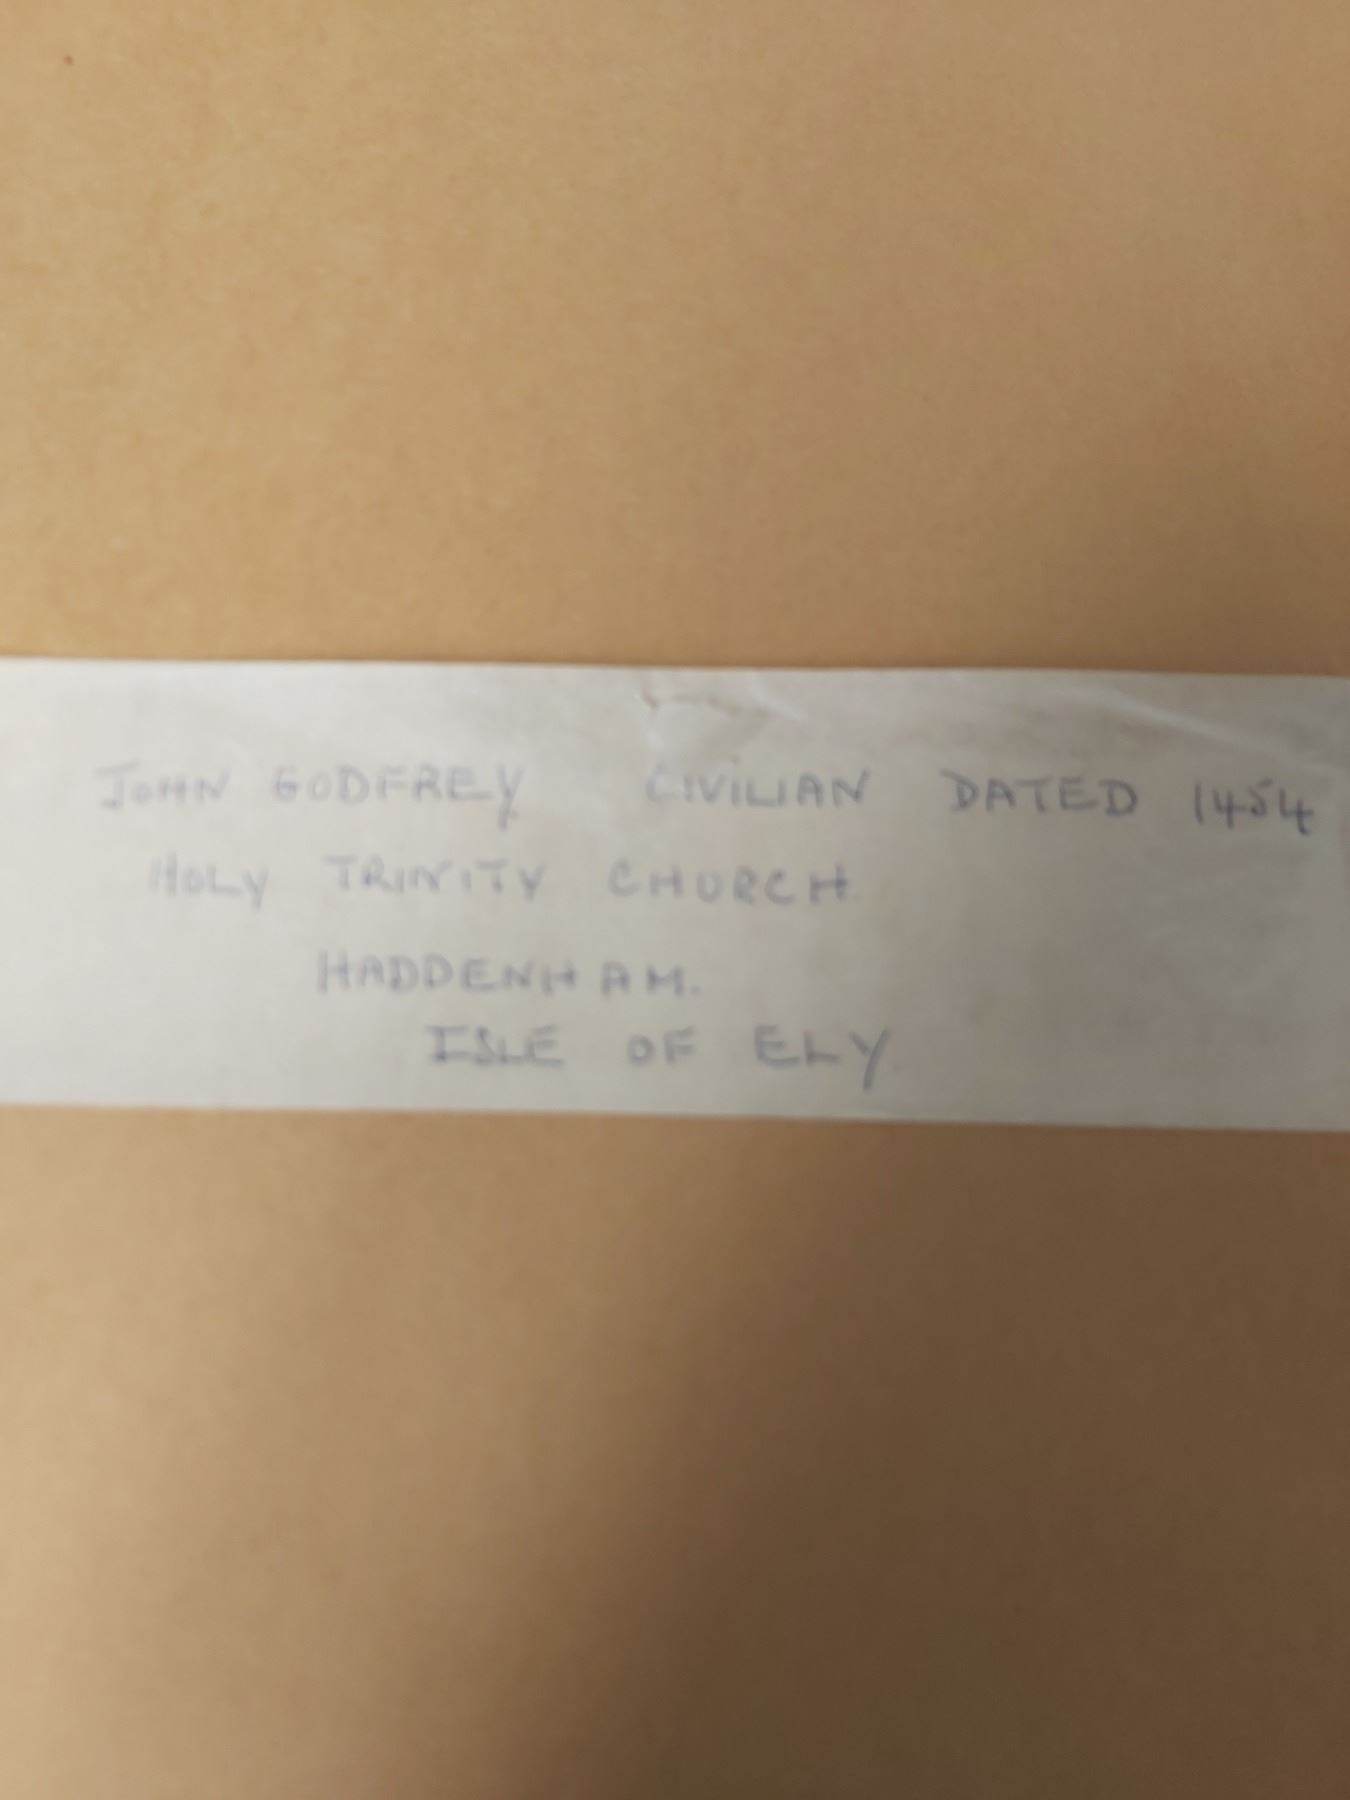 JOHN GODFREY CIVILIAN DATED 1454
HOLY TRINITY CHURCH.
HADDENHAM.
ISLE OF ELY.